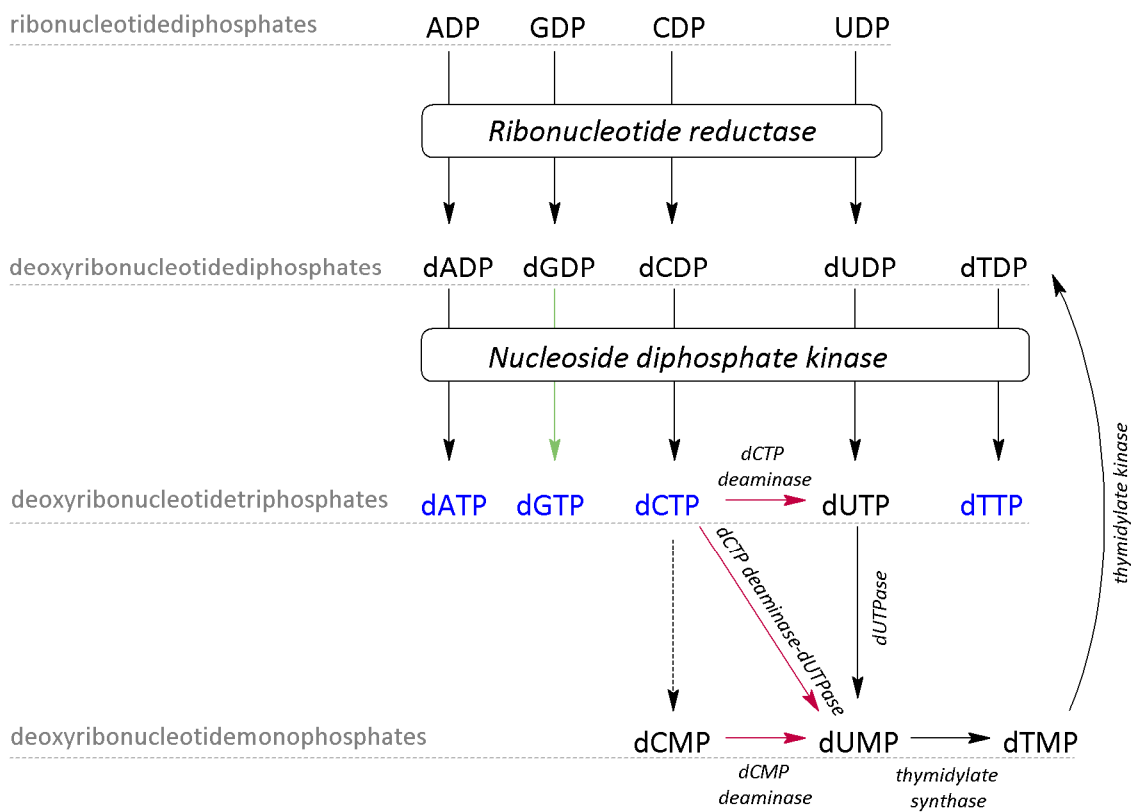 ribonucleotidediphosphates ADP GDP CDP UDP
Ribonucleotide reductase
deoxyribonucleotidediphosphates dADP dGDP dCDP dUDP dTDP
Nucleoside diphosphate kinase
dCTP
deaminase
deoxyribonucleotidetriphosphates dATP dGTP dCTP dUTP dTTP
dCTP deaminase-dUTPase
dUTPase
thymidylate kinase
deoxyribonucleotidemonophosphates dCMP dUMP dTMP
dCMP
deaminase
thymidylate
synthase